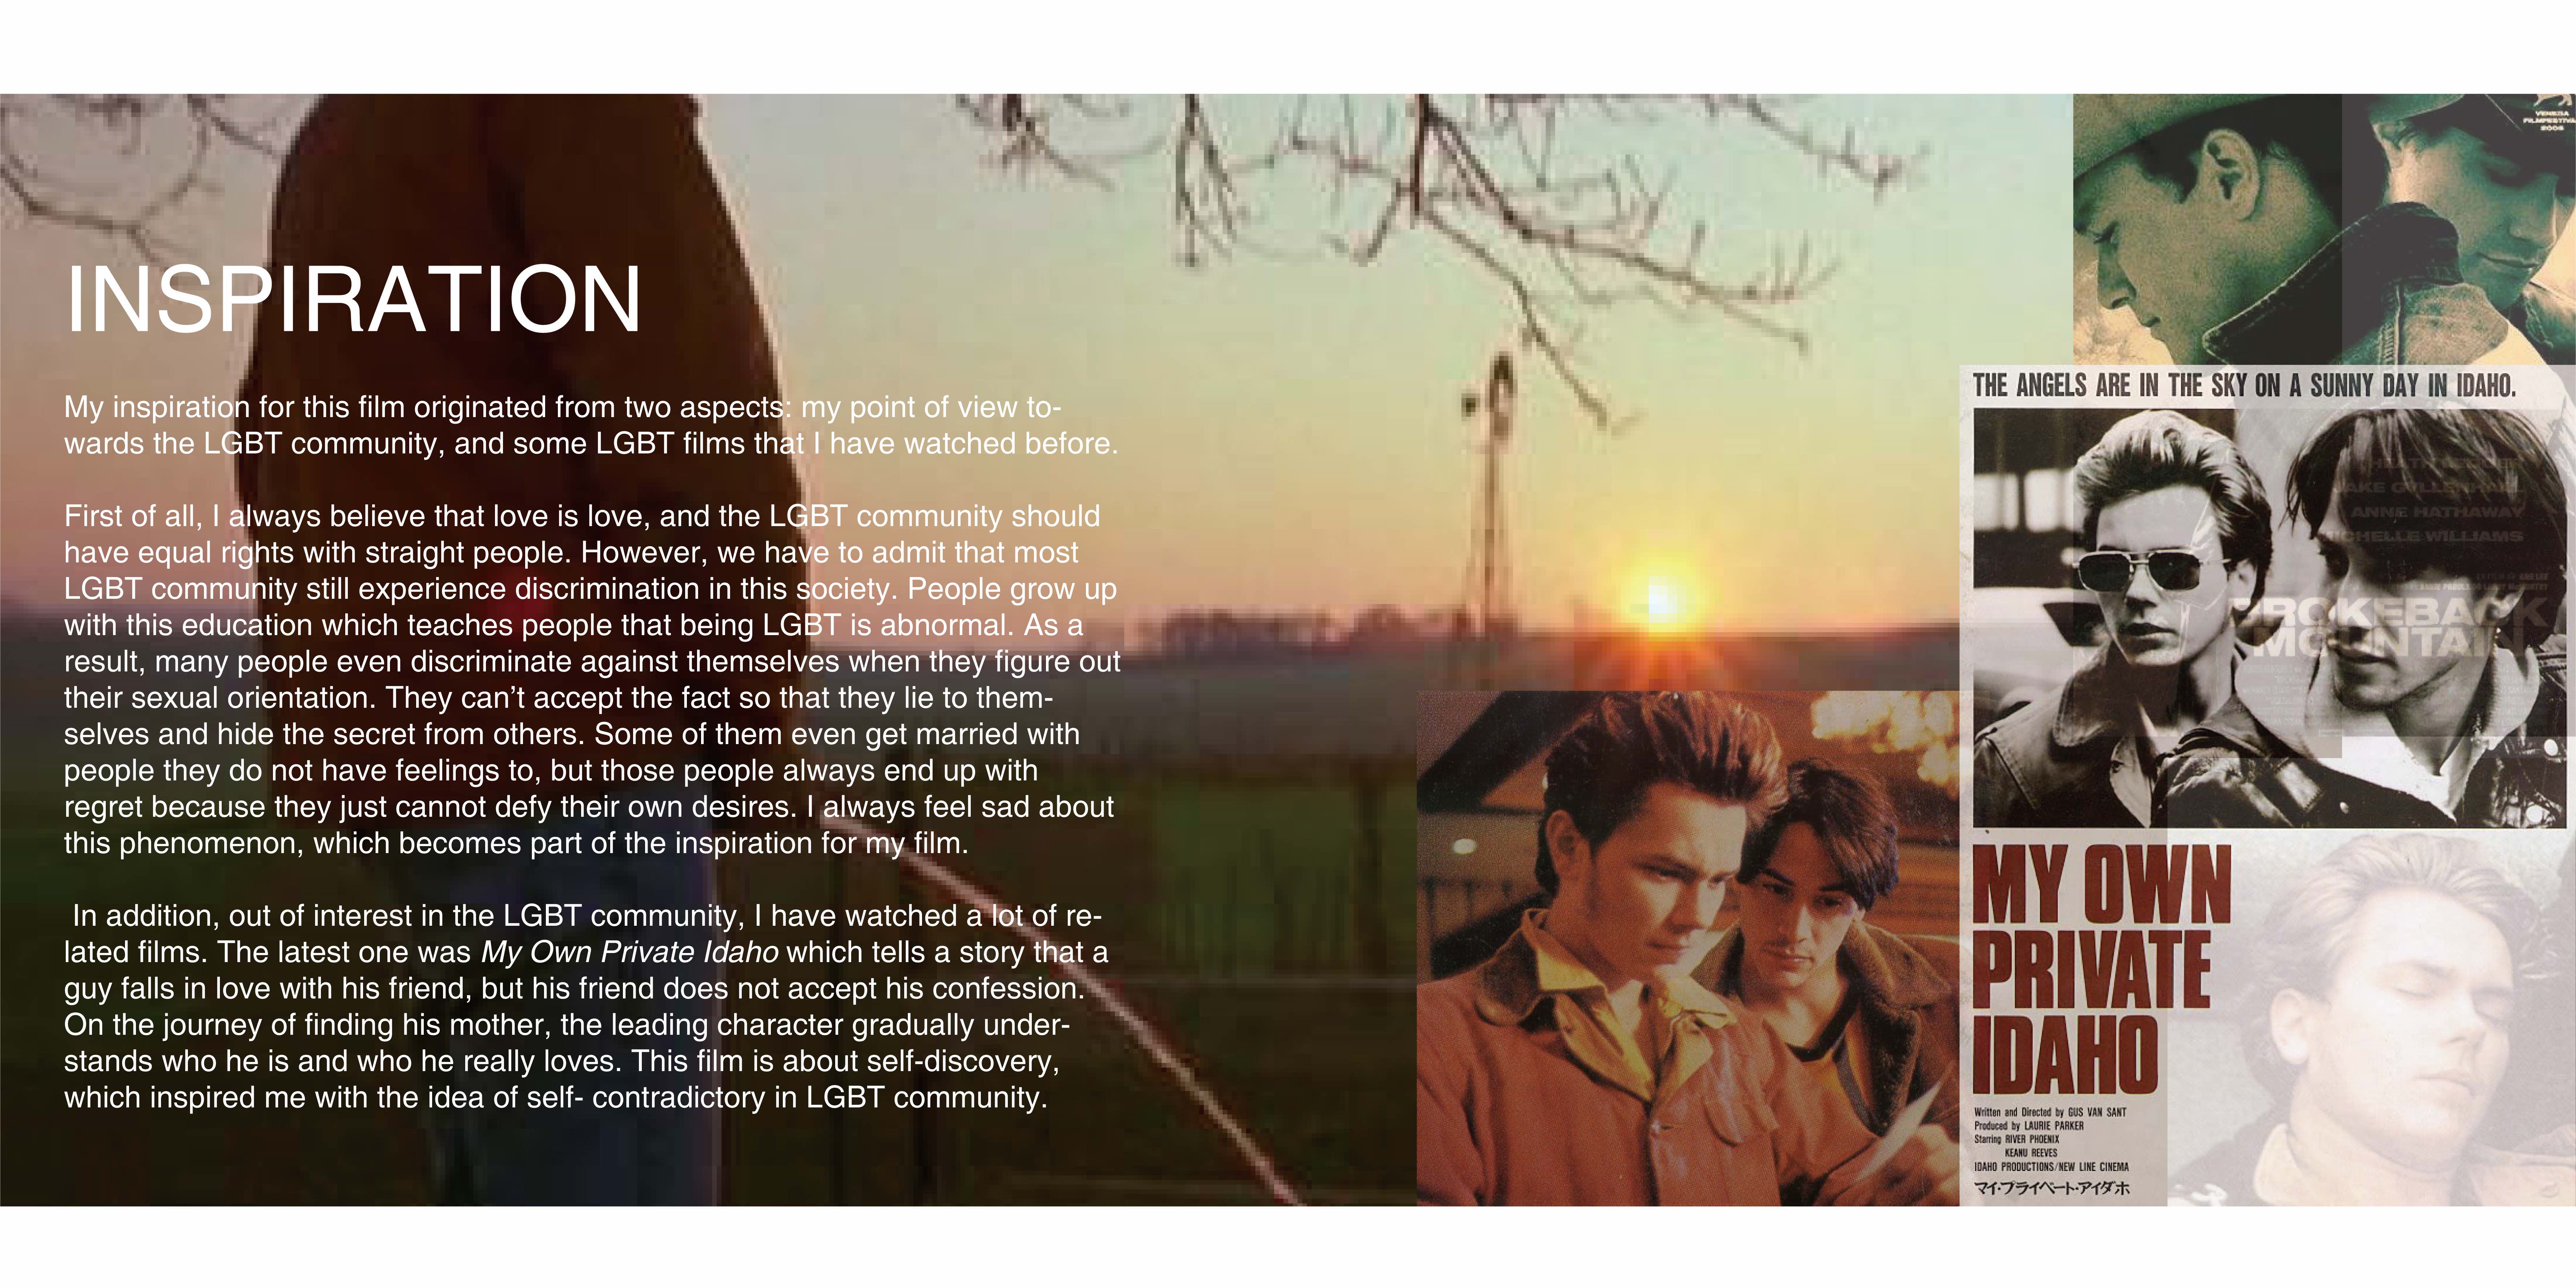 INSPIRATION
My inspiration for this film originated from two aspects: my point of view to-
wards the LGBT community, and some LGBT films that I have watched before.
First of all, I always believe that love is love, and the LGBT community should
have equal rights with straight people. However, we have to admit that most
LGBT community still experience discrimination in this society. People grow up
with this education which teaches people that being LGBT is abnormal. As a
result, many people even discriminate against themselves when they figure out
their sexual orientation. They can’t accept the fact so that they lie to them-
selves and hide the secret from others. Some of them even get married with
people they do not have feelings to, but those people always end up with
regret because they just cannot defy their own desires. I always feel sad about
this phenomenon, which becomes part of the inspiration for my film.
In addition, out of interest in the LGBT community, I have watched a lot of re-
lated films. The latest one was My Own Private Idaho which tells a story that a
guy falls in love with his friend, but his friend does not accept his confession.
On the journey of finding his mother, the leading character gradually under-
stands who he is and who he really loves. This film is about self-discovery,
which inspired me with the idea of self- contradictory in LGBT community.
VENEZIA
2005
THE ANGELS ARE IN THE SKY ON A SUNNY DAY IN IDAHO.
ANNE HATHAWAY
MICHELLE WILLIAMS
BROKEBACK
MOUNTAIN
MY OWN
PRIVATE
IDAHO
Written and Directed by GUS VAN SANT
Produced by LAURIE PARKER
Starring RIVER PHOENIX
KEANU REEVES
IDAHO PRODUCTIONS/NEW LINE CINEMA
マイ・プライベート・アイダホ